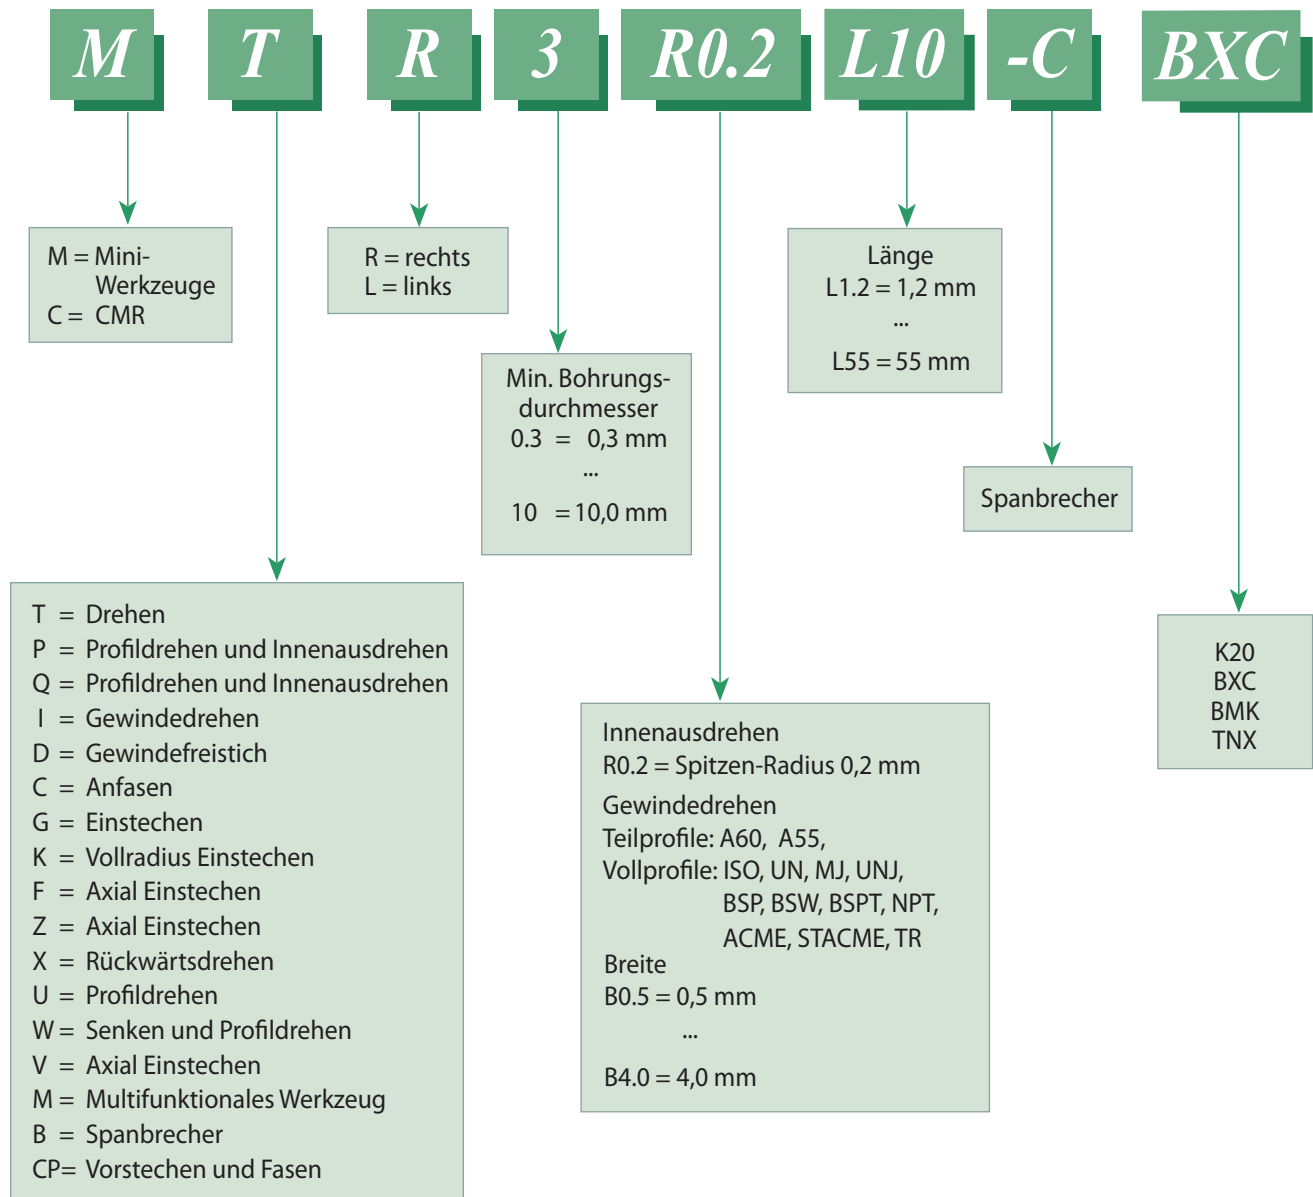 M T R 3 R0.2 L10 -C BXC
M = Mini-
Werkzeuge
C = CMR
R = rechts
L = links
Länge
L1.2 = 1,2 mm
...
L55 = 55 mm
Min. Bohrungs-
durchmesser
0.3 = 0,3 mm
...
10 = 10,0 mm
Spanbrecher
T = Drehen
P = Profildrehen und Innenausdrehen
Q = Profildrehen und Innenausdrehen
I = Gewindedrehen
D = Gewindefreistich
C = Anfasen
G = Einstechen
K = Vollradius Einstechen
F = Axial Einstechen
Z = Axial Einstechen
X = Rückwärtsdrehen
U = Profildrehen
W = Senken und Profildrehen
V = Axial Einstechen
M = Multifunktionales Werkzeug
B = Spanbrecher
CP= Vorstechen und Fasen
Innenausdrehen
R0.2 = Spitzen-Radius 0,2 mm
Gewindedrehen
Teilprofile: A60, A55,
Vollprofile: ISO, UN, MJ, UNJ,
BSP, BSW, BSPT, NPT,
ACME, STACME, TR
Breite
B0.5 = 0,5 mm
...
B4.0 = 4,0 mm
K20
BXC
BMK
TNX